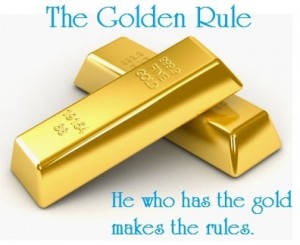 The Golden Rule
He who has the gold
makes the rules.